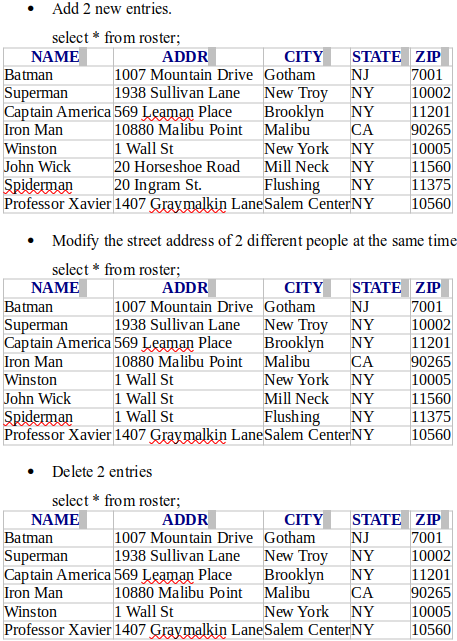 • Add 2 new entries.
select * from roster;
NAME ADDR CITY STATE ZIP
Batman 1007 Mountain Drive Gotham NJ 7001
Superman 1938 Sullivan Lane New Troy NY 10002
Captain America 569 Leaman Place Brooklyn NY 11201
Iron Man 10880 Malibu Point Malibu CA 90265
Winston 1 Wall St New York NY 10005
John Wick 20 Horseshoe Road Mill Neck NY 11560
Spiderman 20 Ingram St. Flushing NY 11375
Professor Xavier 1407 Graymalkin Lane Salem Center NY 10560
• Modify the street address of 2 different people at the same time
select * from roster;
NAME ADDR CITY STATE ZIP
Batman 1007 Mountain Drive Gotham NJ 7001
Superman 1938 Sullivan Lane New Troy NY 10002
Captain America 569 Leaman Place Brooklyn NY 11201
Iron Man 10880 Malibu Point Malibu CA 90265
Winston 1 Wall St New York NY 10005
John Wick 1 Wall St Mill Neck NY 11560
Spiderman 1 Wall St Flushing NY 11375
Professor Xavier 1407 Graymalkin Lane Salem Center NY 10560
• Delete 2 entries
select * from roster;
NAME ADDR CITY STATE ZIP
Batman 1007 Mountain Drive Gotham NJ 7001
Superman 1938 Sullivan Lane New Troy NY 10002
Captain America 569 Leaman Place Brooklyn NY 11201
Iron Man 10880 Malibu Point Malibu CA 90265
Winston 1 Wall St New York NY 10005
Professor Xavier 1407 Graymalkin Lane Salem Center NY 10560